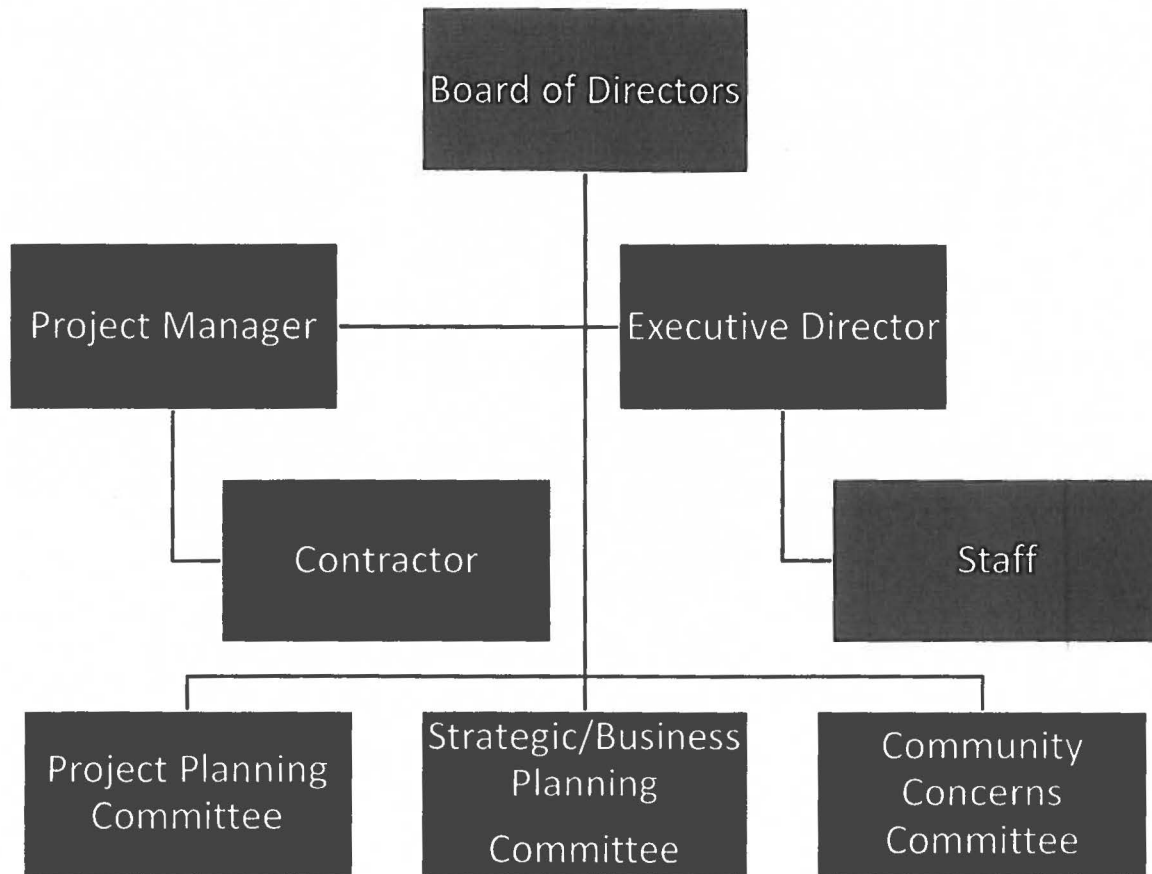 Board of Directors
Project Manager
Executive Director
Contractor
Staff
Project Planning
Committee
Strategic/Business
Planning
Committee
Community
Concerns
Committee